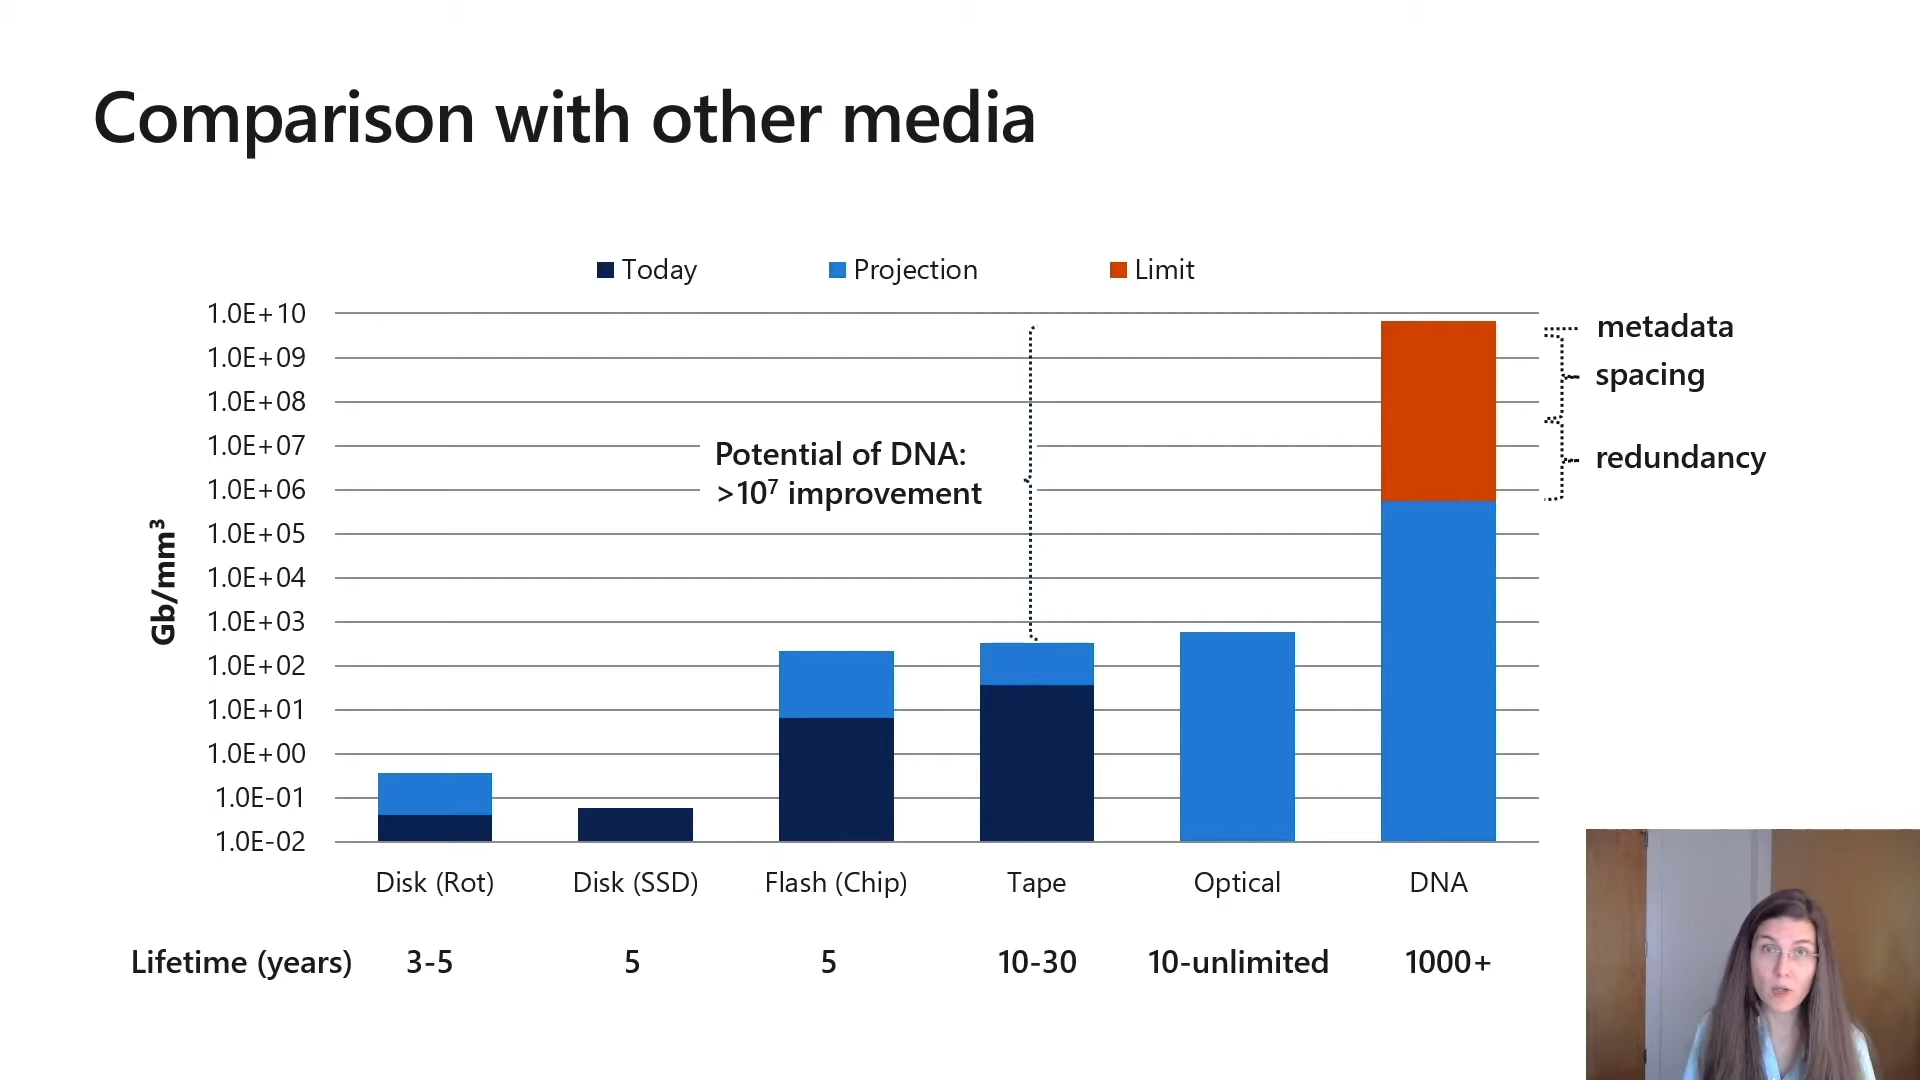 Comparison with other media
Today Projection Limit
1.0E+10
1.0E+09
1.0E+08
1.0E+07
1.0E+06
1.0E+05
1.0E+04
1.0E+03
1.0E+02
1.0E+01
1.0E+00
1.0E-01
1.0E-02
Gb/mm³
Potential of DNA:
>10⁷ improvement
metadata
spacing
redundancy
Disk (Rot) Disk (SSD) Flash (Chip) Tape Optical DNA
Lifetime (years) 3-5 5 5 10-30 10-unlimited 1000+